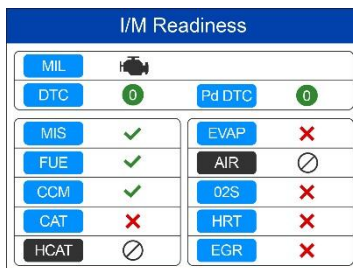 I/M Readiness
MIL
DTC 0 Pd DTC 0
MIS EVAP
FUE AIR
CCM 02S
CAT HRT
HCAT EGR